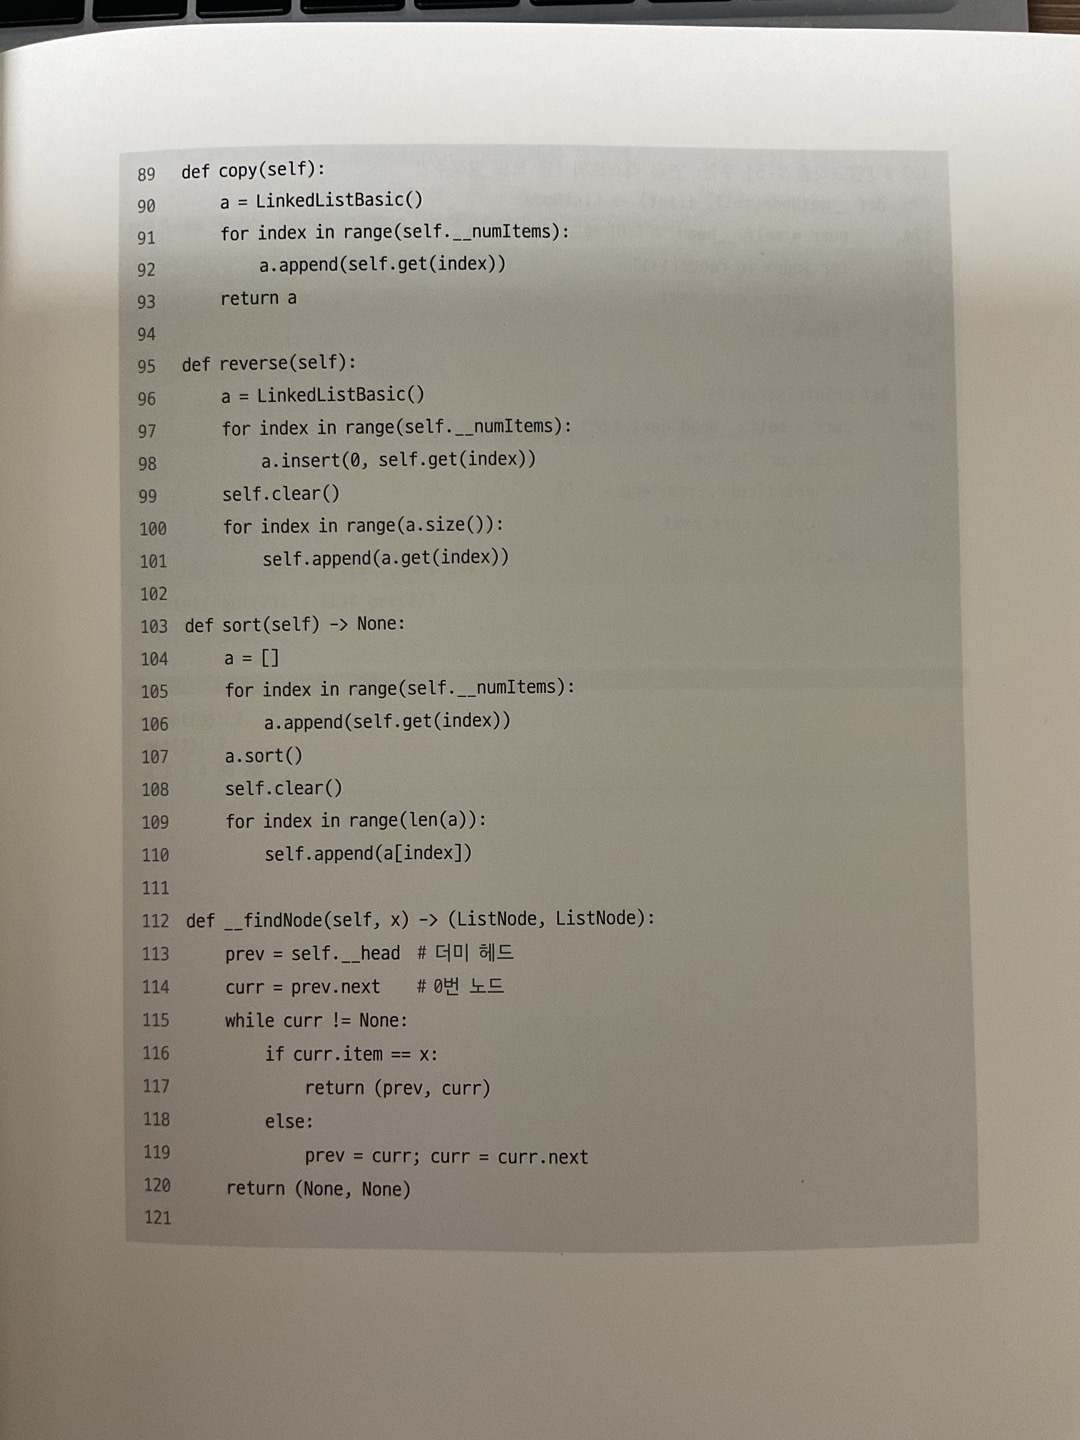 89 def copy(self):
90     a = LinkedListBasic()
91     for index in range(self.__numItems):
92         a.append(self.get(index))
93     return a
94
95 def reverse(self):
96     a = LinkedListBasic()
97     for index in range(self.__numItems):
98         a.insert(0, self.get(index))
99     self.clear()
100     for index in range(a.size()):
101         self.append(a.get(index))
102
103 def sort(self) -> None:
104     a = []
105     for index in range(self.__numItems):
106         a.append(self.get(index))
107     a.sort()
108     self.clear()
109     for index in range(len(a)):
110         self.append(a[index])
111
112 def __findNode(self, x) -> (ListNode, ListNode):
113     prev = self.__head # 더미 헤드
114     curr = prev.next # 0번 노드
115     while curr != None:
116         if curr.item == x:
117             return (prev, curr)
118         else:
119             prev = curr; curr = curr.next
120     return (None, None)
121